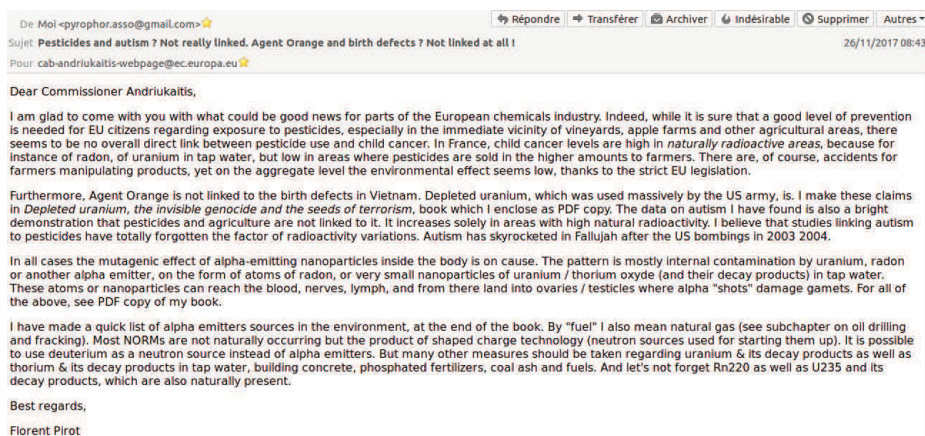 De Moi <pyrophor.asso@gmail.com> Répondre Transférer Archiver Indésirable Supprimer Autres
Sujet Pesticides and autism ? Not really linked. Agent Orange and birth defects ? Not linked at all ! 26/11/2017 08:43
Pour cab-andriukaitis-webpage@ec.europa.eu
Dear Commissioner Andriukaitis,
I am glad to come with you with what could be good news for parts of the European chemicals industry. Indeed, while it is sure that a good level of prevention
is needed for EU citizens regarding exposure to pesticides, especially in the immediate vicinity of vineyards, apple farms and other agricultural areas, there
seems to be no overall direct link between pesticide use and child cancer. In France, child cancer levels are high in naturally radioactive areas, because for
instance of radon, of uranium in tap water, but low in areas where pesticides are sold in the higher amounts to farmers. There are, of course, accidents for
farmers manipulating products, yet on the aggregate level the environmental effect seems low, thanks to the strict EU legislation.
Furthermore, Agent Orange is not linked to the birth defects in Vietnam. Depleted uranium, which was used massively by the US army, is. I make these claims
in Depleted uranium, the invisible genocide and the seeds of terrorism, book which I enclose as PDF copy. The data on autism I have found is also a bright
demonstration that pesticides and agriculture are not linked to it. It increases solely in areas with high natural radioactivity. I believe that studies linking autism
to pesticides have totally forgotten the factor of radioactivity variations. Autism has skyrocketed in Fallujah after the US bombings in 2003 2004.
In all cases the mutagenic effect of alpha-emitting nanoparticles inside the body is on cause. The pattern is mostly internal contamination by uranium, radon
or another alpha emitter, on the form of atoms of radon, or very small nanoparticles of uranium / thorium oxyde (and their decay products) in tap water.
These atoms or nanoparticles can reach the blood, nerves, lymph, and from there land into ovaries / testicles where alpha "shots" damage gamets. For all of
the above, see PDF copy of my book.
I have made a quick list of alpha emitters sources in the environment, at the end of the book. By "fuel" I also mean natural gas (see subchapter on oil drilling
and fracking). Most NORMs are not naturally occurring but the product of shaped charge technology (neutron sources used for starting them up). It is possible
to use deuterium as a neutron source instead of alpha emitters. But many other measures should be taken regarding uranium & its decay products as well as
thorium & its decay products in tap water, building concrete, phosphated fertilizers, coal ash and fuels. And let's not forget Rn220 as well as U235 and its
decay products, which are also naturally present.
Best regards,
Florent Pirot